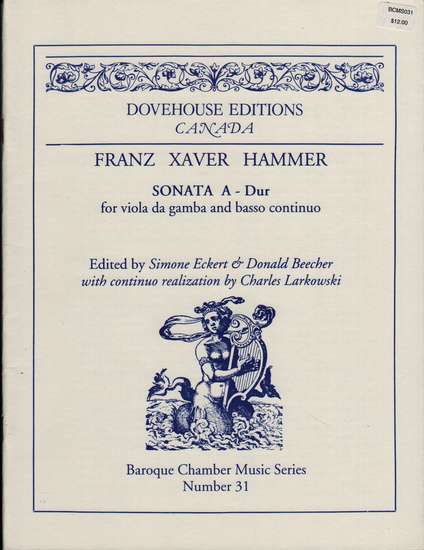 BCMS031
$12.00
DOVEHOUSE EDITIONS
CANADA
FRANZ XAVER HAMMER
SONATA A - Dur
for viola da gamba and basso continuo
Edited by Simone Eckert & Donald Beecher
with continuo realization by Charles Larkowski
Baroque Chamber Music Series
Number 31